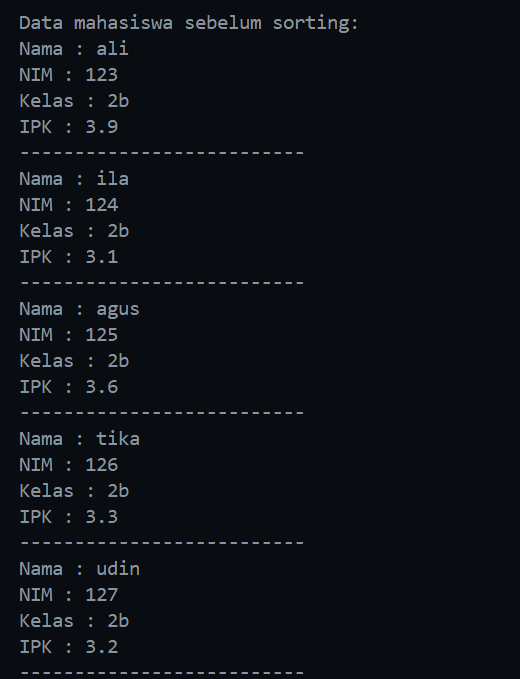 Data mahasiswa sebelum sorting:
Nama : ali
NIM : 123
Kelas : 2b
IPK : 3.9
--------------------------
Nama : ila
NIM : 124
Kelas : 2b
IPK : 3.1
--------------------------
Nama : agus
NIM : 125
Kelas : 2b
IPK : 3.6
--------------------------
Nama : tika
NIM : 126
Kelas : 2b
IPK : 3.3
--------------------------
Nama : udin
NIM : 127
Kelas : 2b
IPK : 3.2
--------------------------